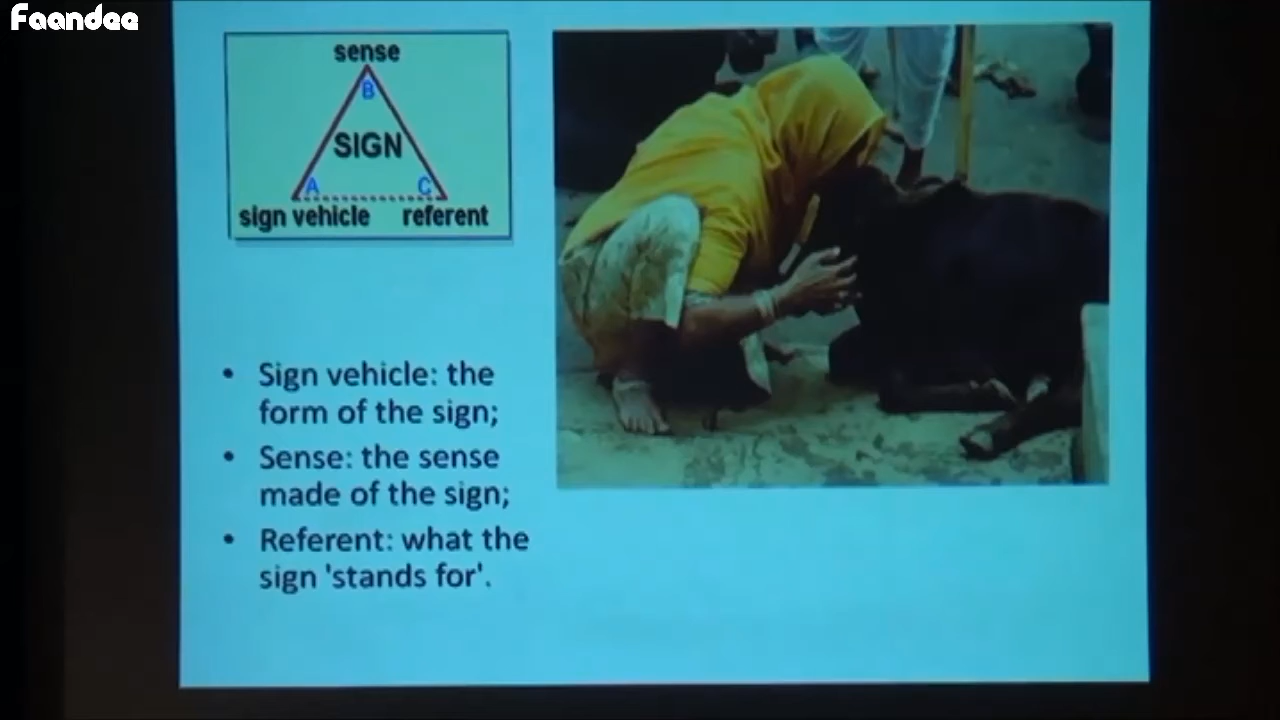 Faandee
sense
B
SIGN
A C
sign vehicle referent
• Sign vehicle: the
form of the sign;
• Sense: the sense
made of the sign;
• Referent: what the
sign 'stands for'.